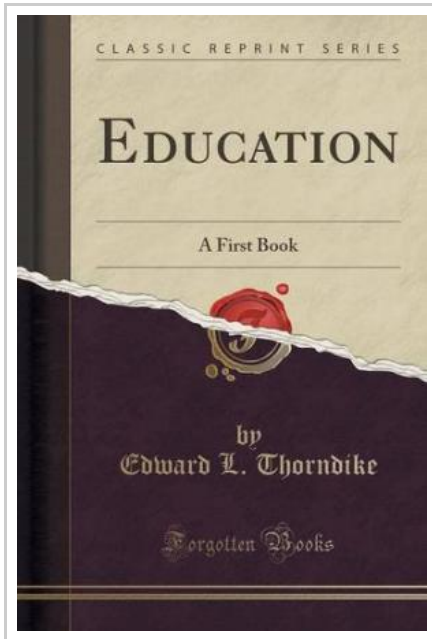 CLASSIC REPRINT SERIES
EDUCATION
A First Book
by
Edward L. Thorndike
Forgotten Books